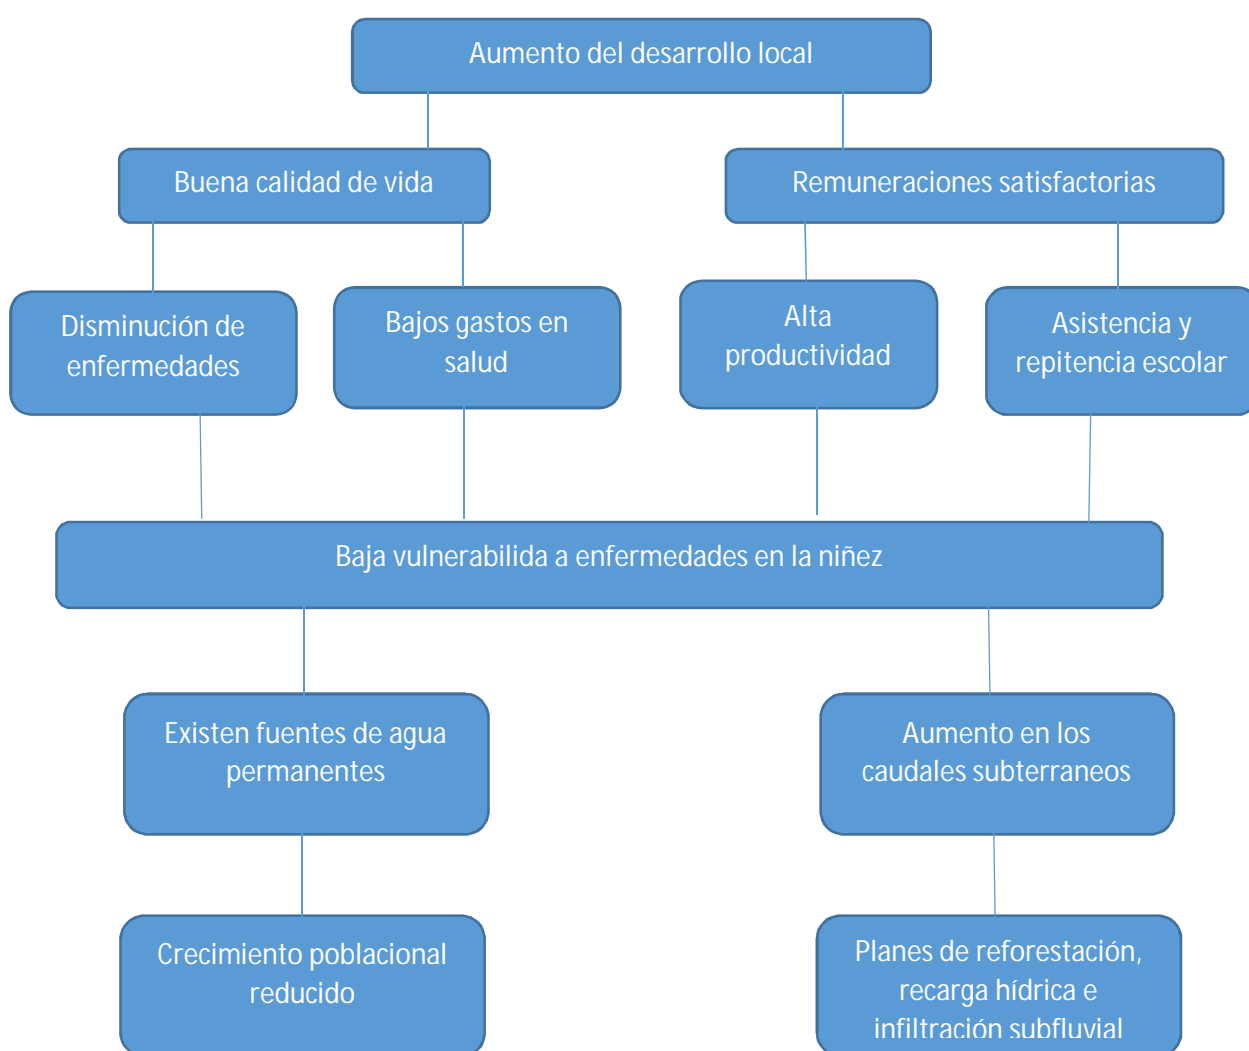 Aumento del desarrollo local
Buena calidad de vida
Remuneraciones satisfactorias
Disminución de
enfermedades
Bajos gastos en
salud
Alta
productividad
Asistencia y
repitencia escolar
Baja vulnerabilida a enfermedades en la niñez
Existen fuentes de agua
permanentes
Aumento en los
caudales subterraneos
Crecimiento poblacional
reducido
Planes de reforestación,
recarga hídrica e
infiltración subfluvial